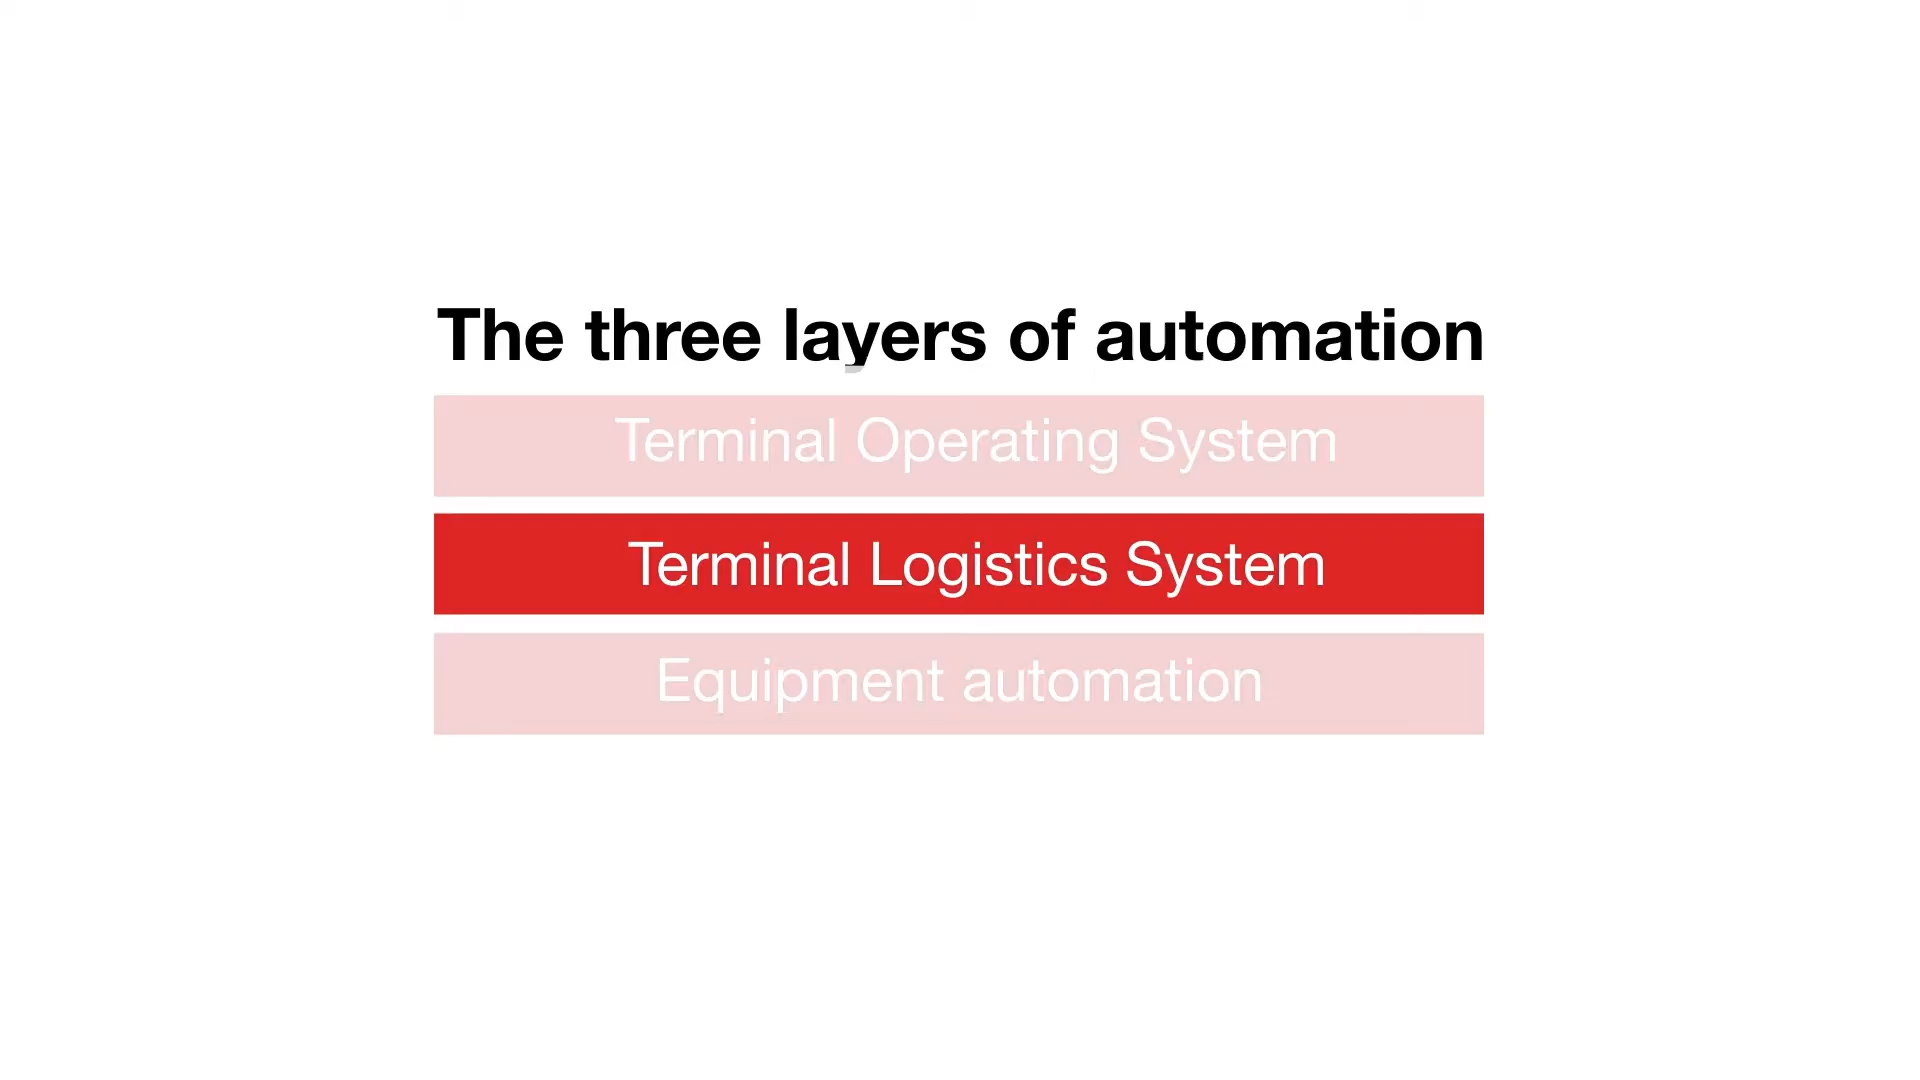 The three layers of automation
Terminal Operating System
Terminal Logistics System
Equipment automation